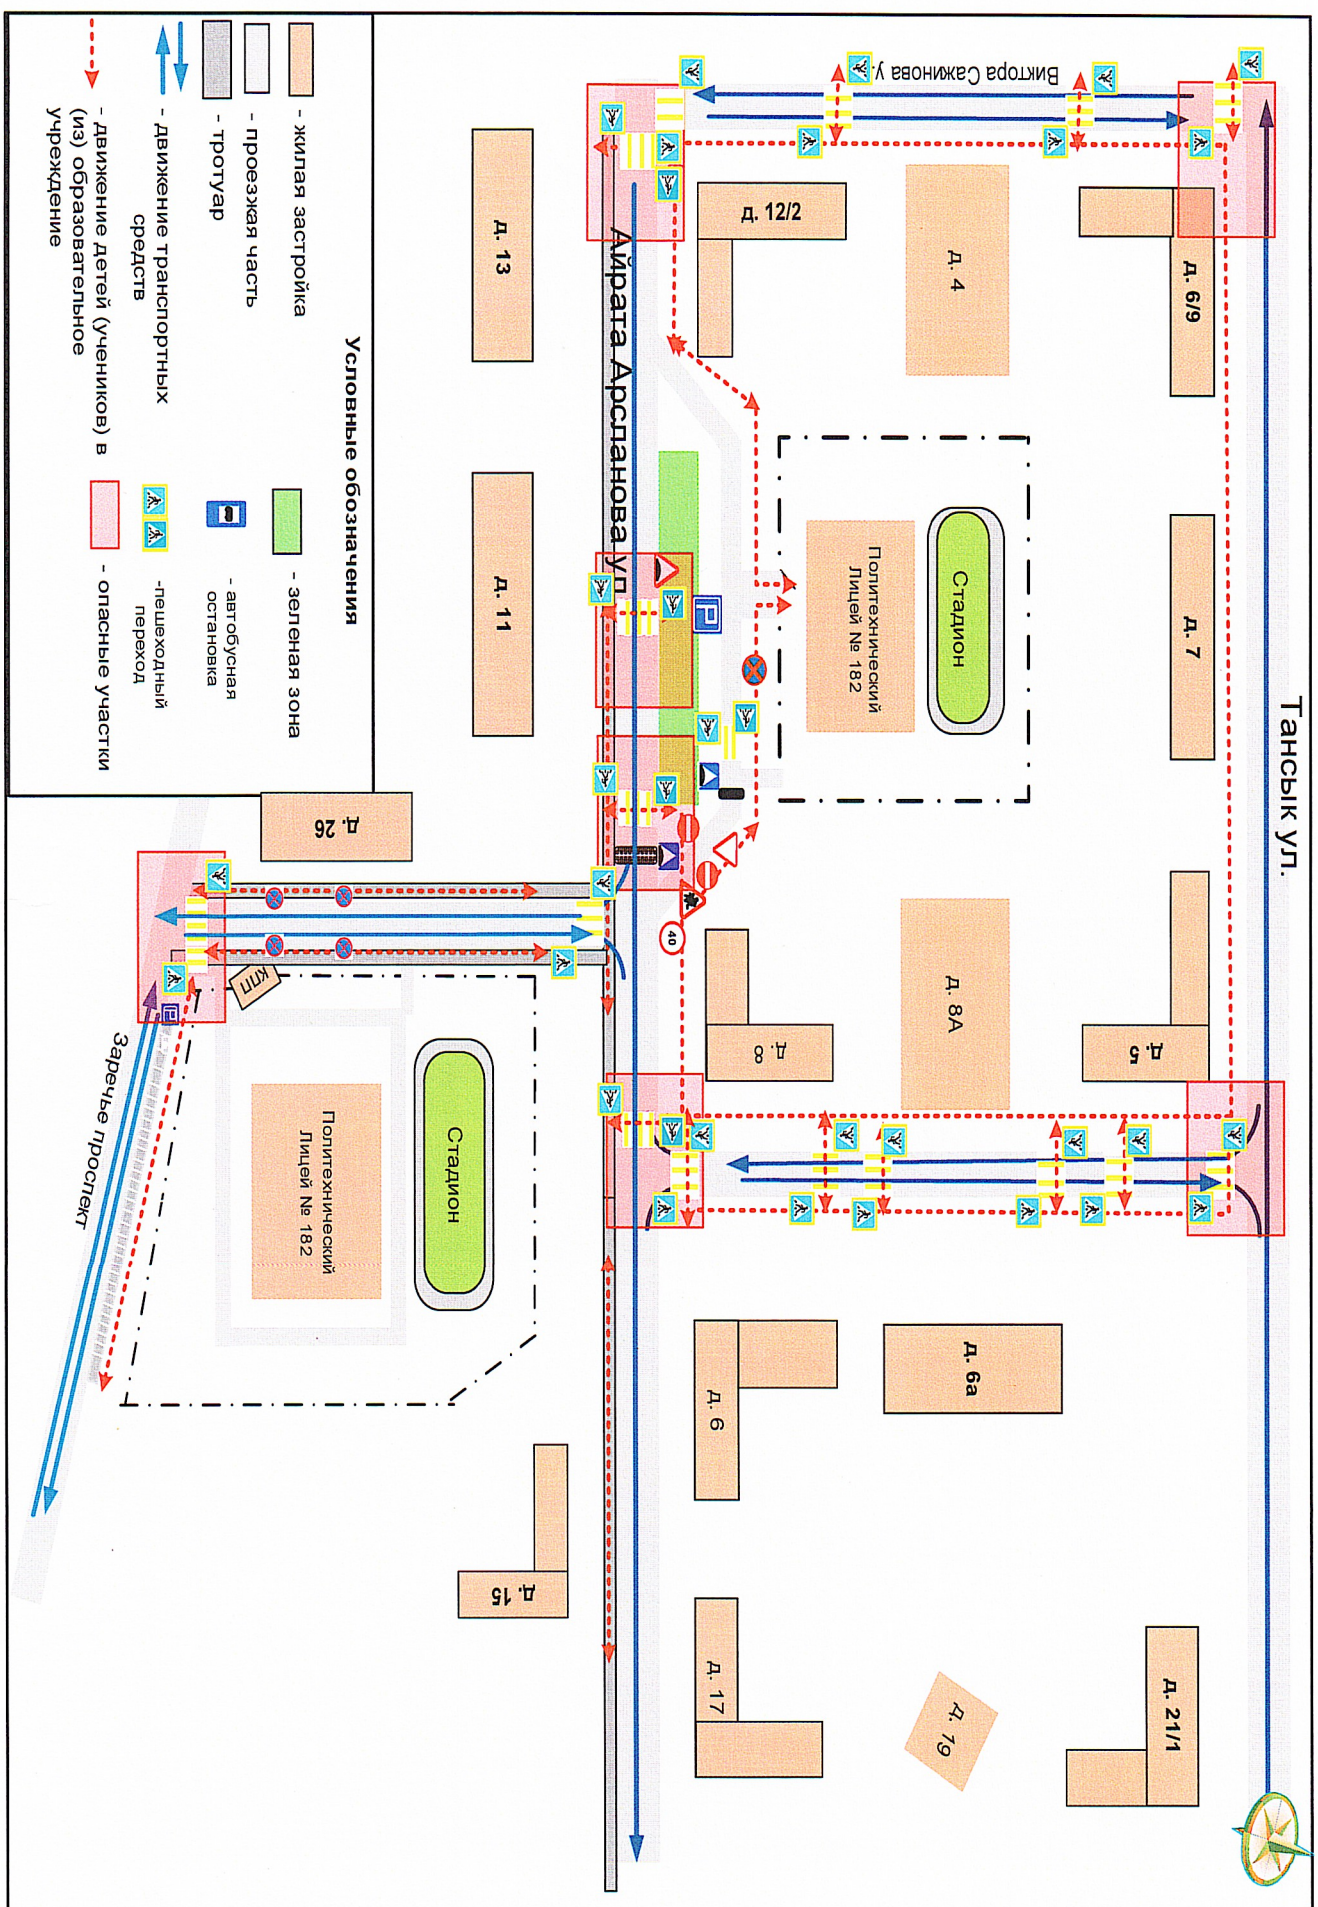 Тансык ул.
Виктора Сажинова у.
д. 6/9
д. 7
д. 5
д. 21/1
д. 4
Стадион
Политехнический
Лицей № 182
д. 8А
д. 6а
д. 19
д. 12/2
д. 8
д. 6
д. 17
40
P
Айрата Арсланова ул
д. 13
д. 11
д. 15
д. 26
КПП
Стадион
Политехнический
Лицей № 182
Заречье проспект
Условные обозначения
- жилая застройка
- проезжая часть
- тротуар
- движение транспортных
средств
- движение детей (учеников) в
(из) образовательное
учреждение
- зеленая зона
- автобусная
остановка
-пешеходный
переход
- опасные участки